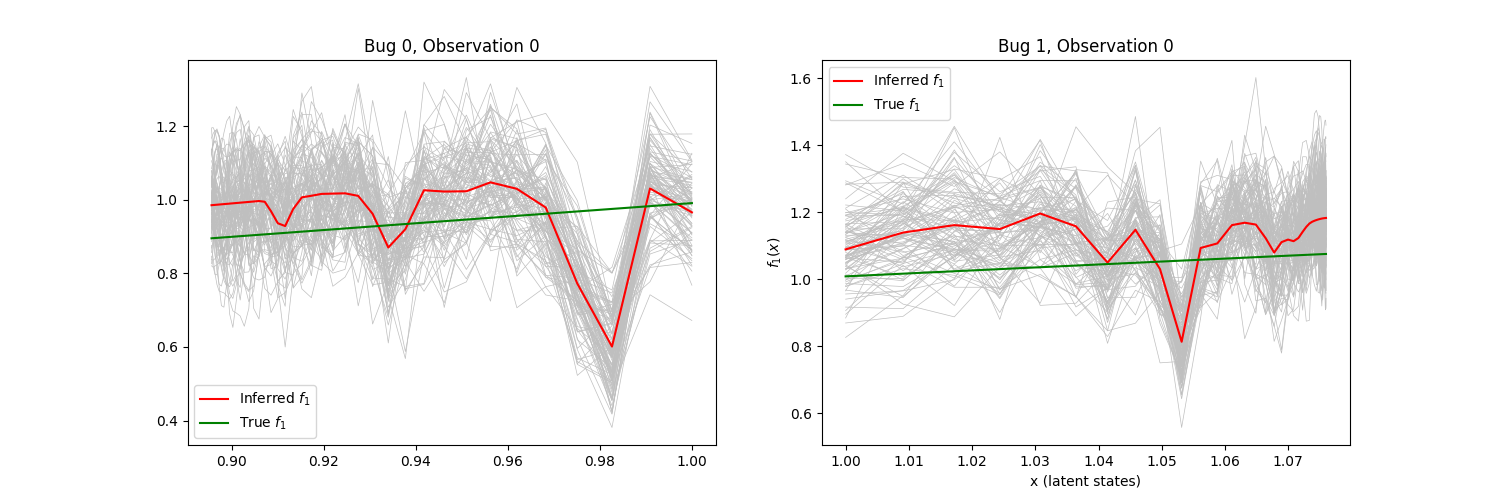 Bug 0, Observation 0
1.2
1.0
0.8
0.6
0.4
Inferred f₁
True f₁
0.90 0.92 0.94 0.96 0.98 1.00
Bug 1, Observation 0
Inferred f₁
True f₁
1.6
1.4
1.2
1.0
0.8
0.6
f₁(x)
1.00 1.01 1.02 1.03 1.04 1.05 1.06 1.07
x (latent states)